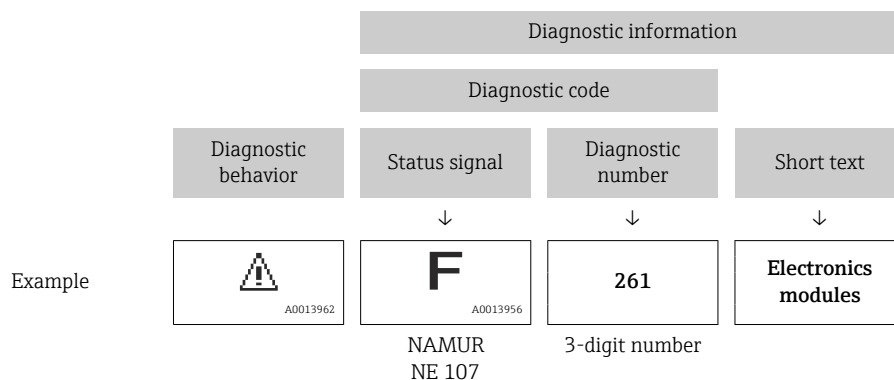 Diagnostic information
Diagnostic code
Diagnostic
behavior
Status signal
Diagnostic
number
Short text
↓ ↓ ↓
Example
A0013962
F
A0013956
261
Electronics
modules
NAMUR
NE 107
3-digit number